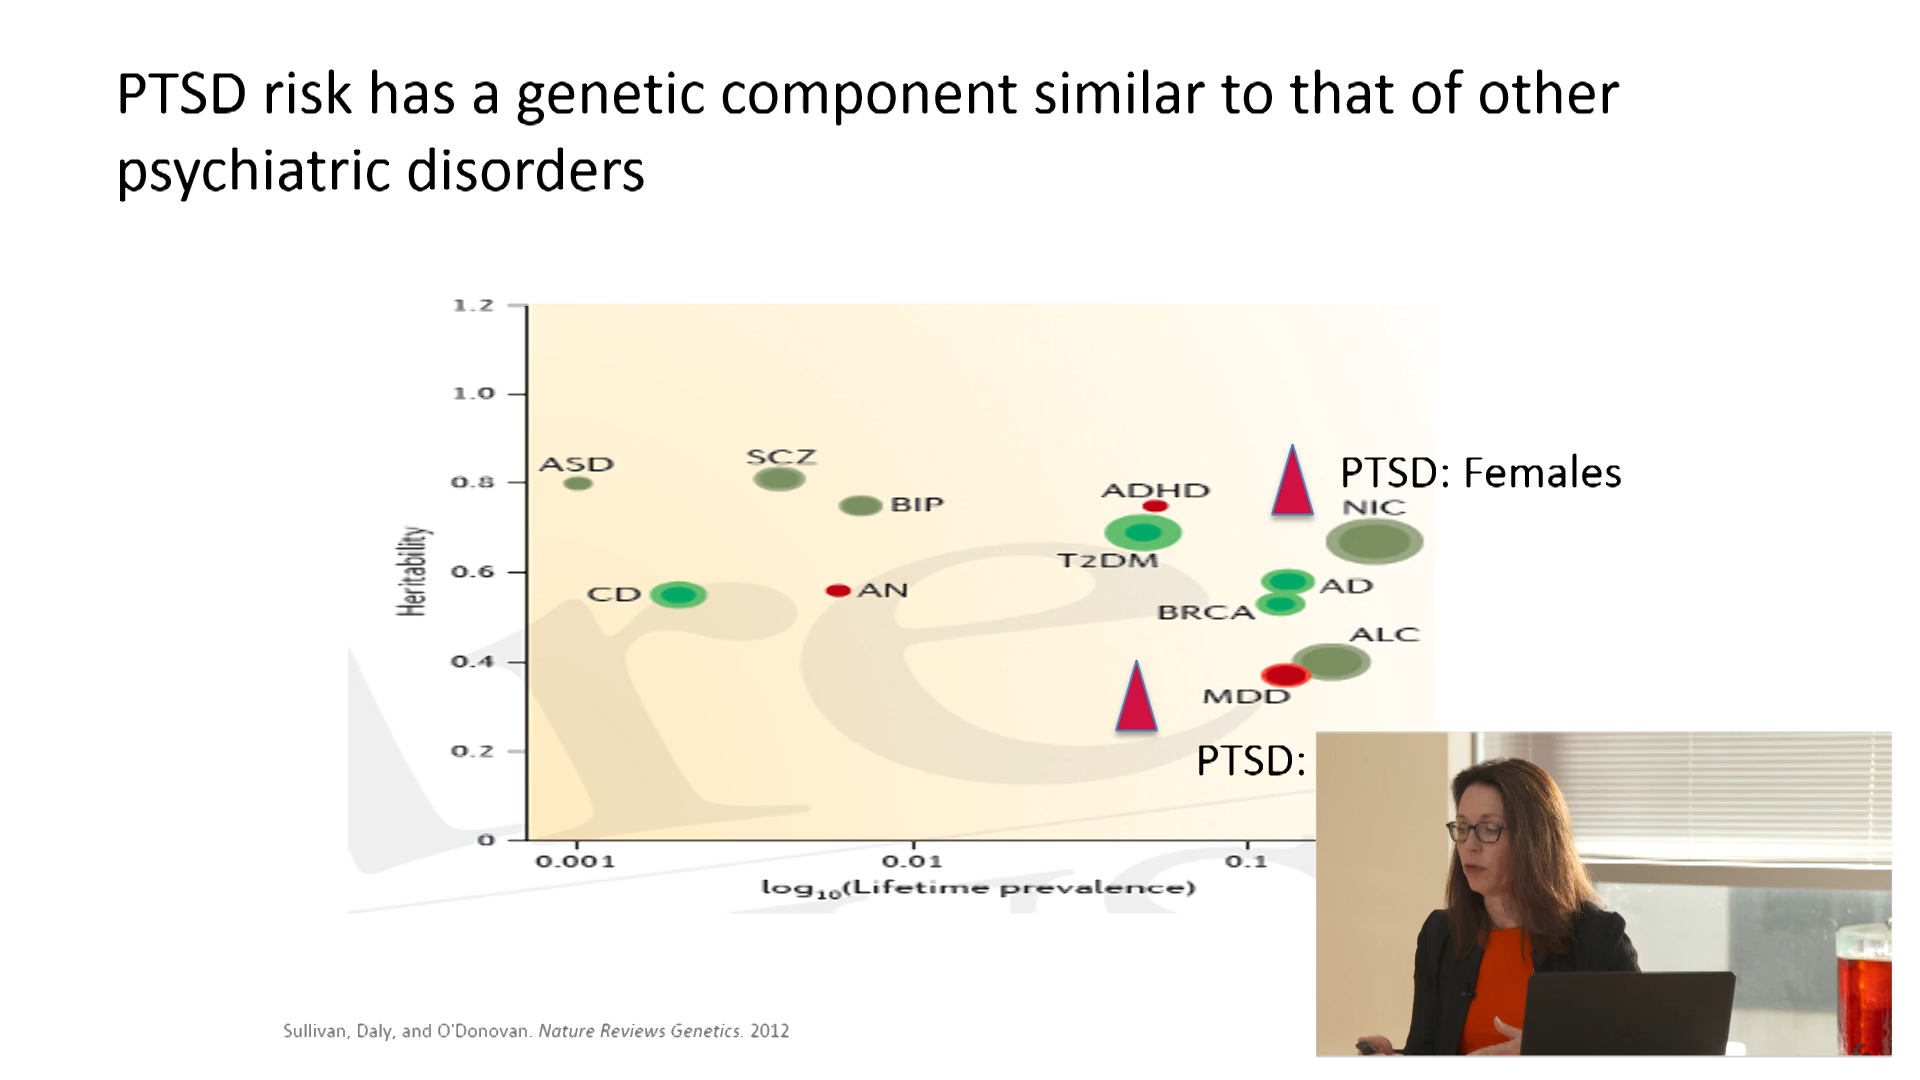 PTSD risk has a genetic component similar to that of other
psychiatric disorders
1.2
1.0
0.8
0.6
0.4
0.2
0
Heritability
ASD
SCZ
BIP
ADHD
PTSD: Females
NIC
T2DM
CD
AN
AD
BRCA
ALC
MDD
PTSD:
0.001
0.01
0.1
log₁₀(Lifetime prevalence)
Sullivan, Daly, and O'Donovan. Nature Reviews Genetics. 2012